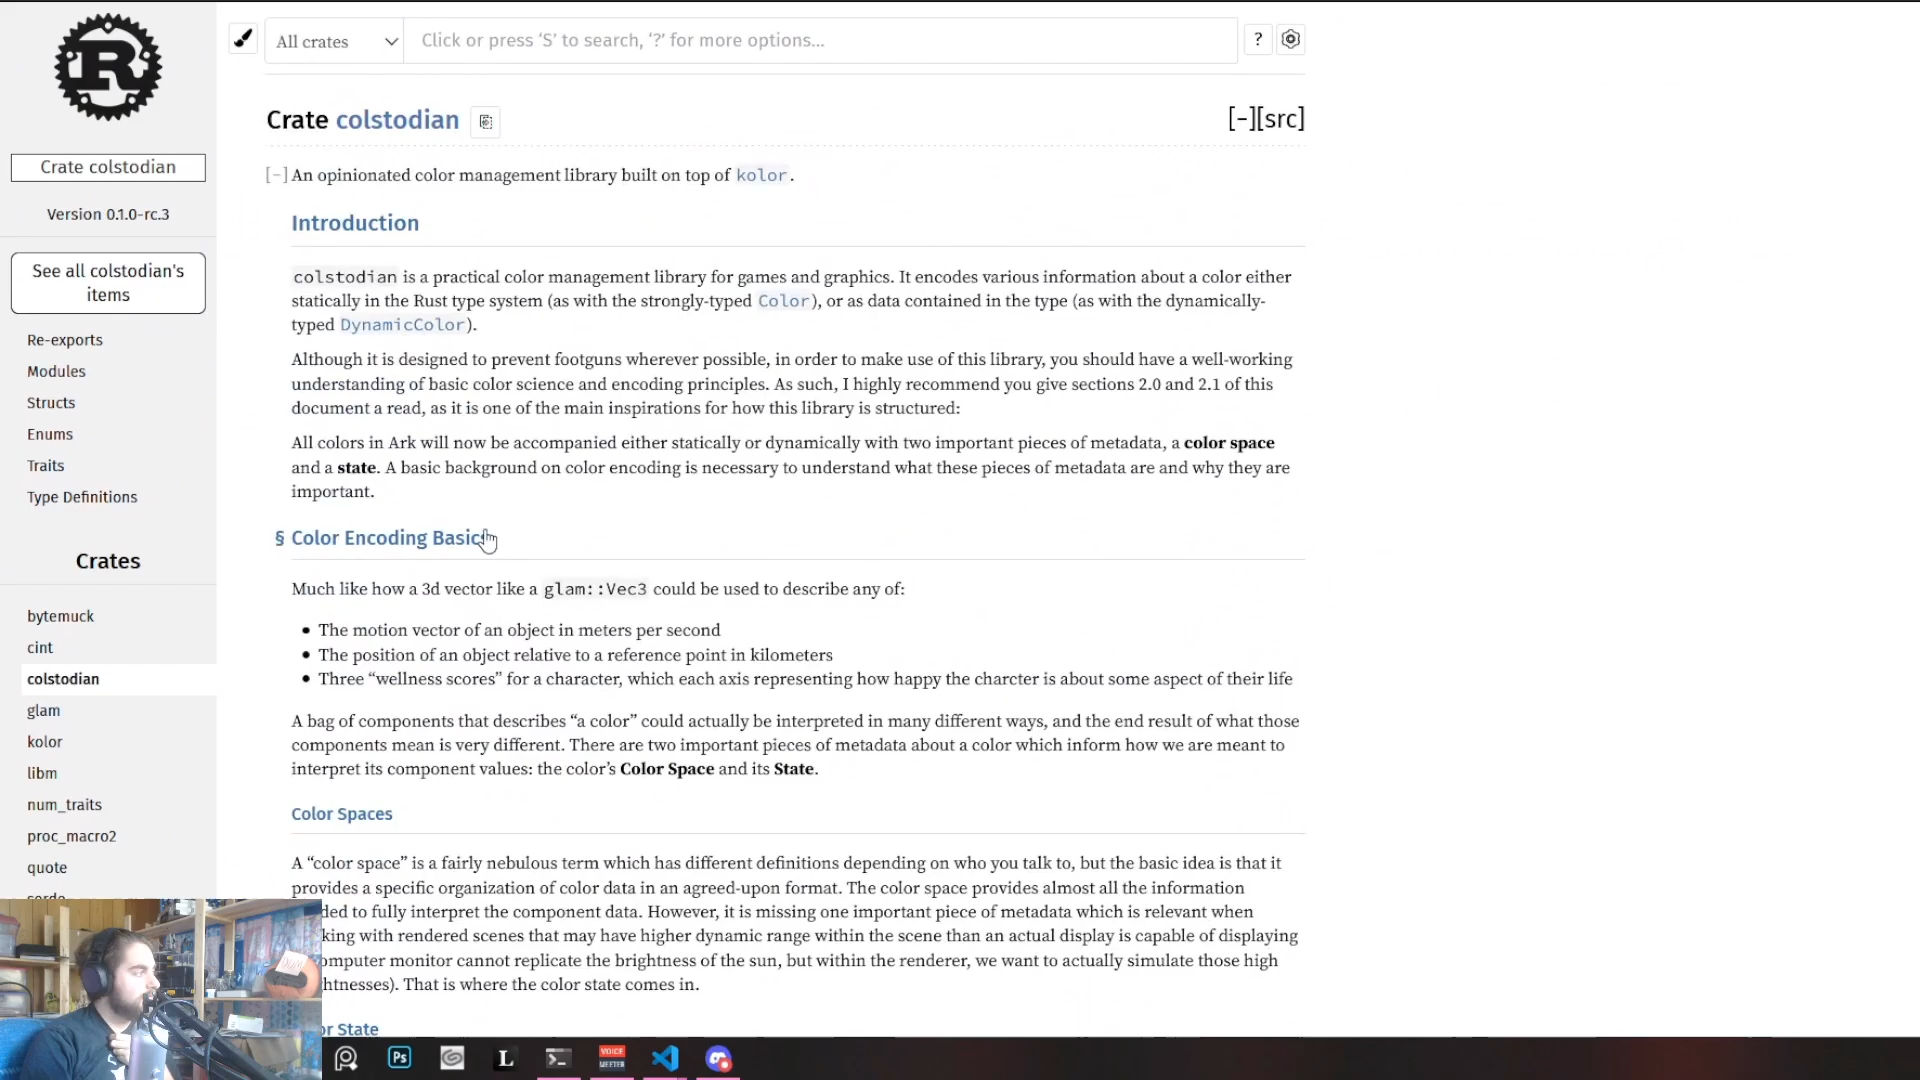 All crates
Click or press ‘S’ to search, ‘?’ for more options...
?
Crate colstodian
[-][src]
Crate colstodian
Version 0.1.0-rc.3
See all colstodian's
items
Re-exports
Modules
Structs
Enums
Traits
Type Definitions
Crates
bytemuck
cint
colstodian
glam
kolor
libm
num_traits
proc_macro2
quote
[-] An opinionated color management library built on top of kolor.
Introduction
colstodian is a practical color management library for games and graphics. It encodes various information about a color either
statically in the Rust type system (as with the strongly-typed Color), or as data contained in the type (as with the dynamically-
typed DynamicColor).
Although it is designed to prevent footguns wherever possible, in order to make use of this library, you should have a well-working
understanding of basic color science and encoding principles. As such, I highly recommend you give sections 2.0 and 2.1 of this
document a read, as it is one of the main inspirations for how this library is structured:
All colors in Ark will now be accompanied either statically or dynamically with two important pieces of metadata, a color space
and a state. A basic background on color encoding is necessary to understand what these pieces of metadata are and why they are
important.
§ Color Encoding Basics
Much like how a 3d vector like a glam::Vec3 could be used to describe any of:
• The motion vector of an object in meters per second
• The position of an object relative to a reference point in kilometers
• Three “wellness scores” for a character, which each axis representing how happy the charcter is about some aspect of their life
A bag of components that describes “a color” could actually be interpreted in many different ways, and the end result of what those
components mean is very different. There are two important pieces of metadata about a color which inform how we are meant to
interpret its component values: the color’s Color Space and its State.
Color Spaces
A “color space” is a fairly nebulous term which has different definitions depending on who you talk to, but the basic idea is that it
provides a specific organization of color data in an agreed-upon format. The color space provides almost all the information
ded to fully interpret the component data. However, it is missing one important piece of metadata which is relevant when
king with rendered scenes that may have higher dynamic range within the scene than an actual display is capable of displaying
omputer monitor cannot replicate the brightness of the sun, but within the renderer, we want to actually simulate those high
htnesses). That is where the color state comes in.
or State
Ps
L
VOICE
MEETER